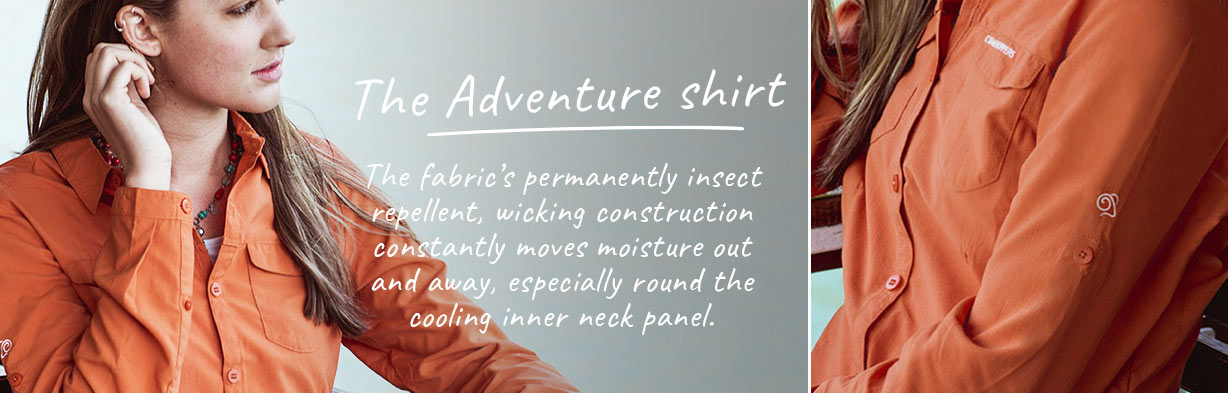 The Adventure shirt
The fabric's permanently insect
repellent, wicking construction
constantly moves moisture out
and away, especially round the
cooling inner neck panel.
CRAGHOPPERS